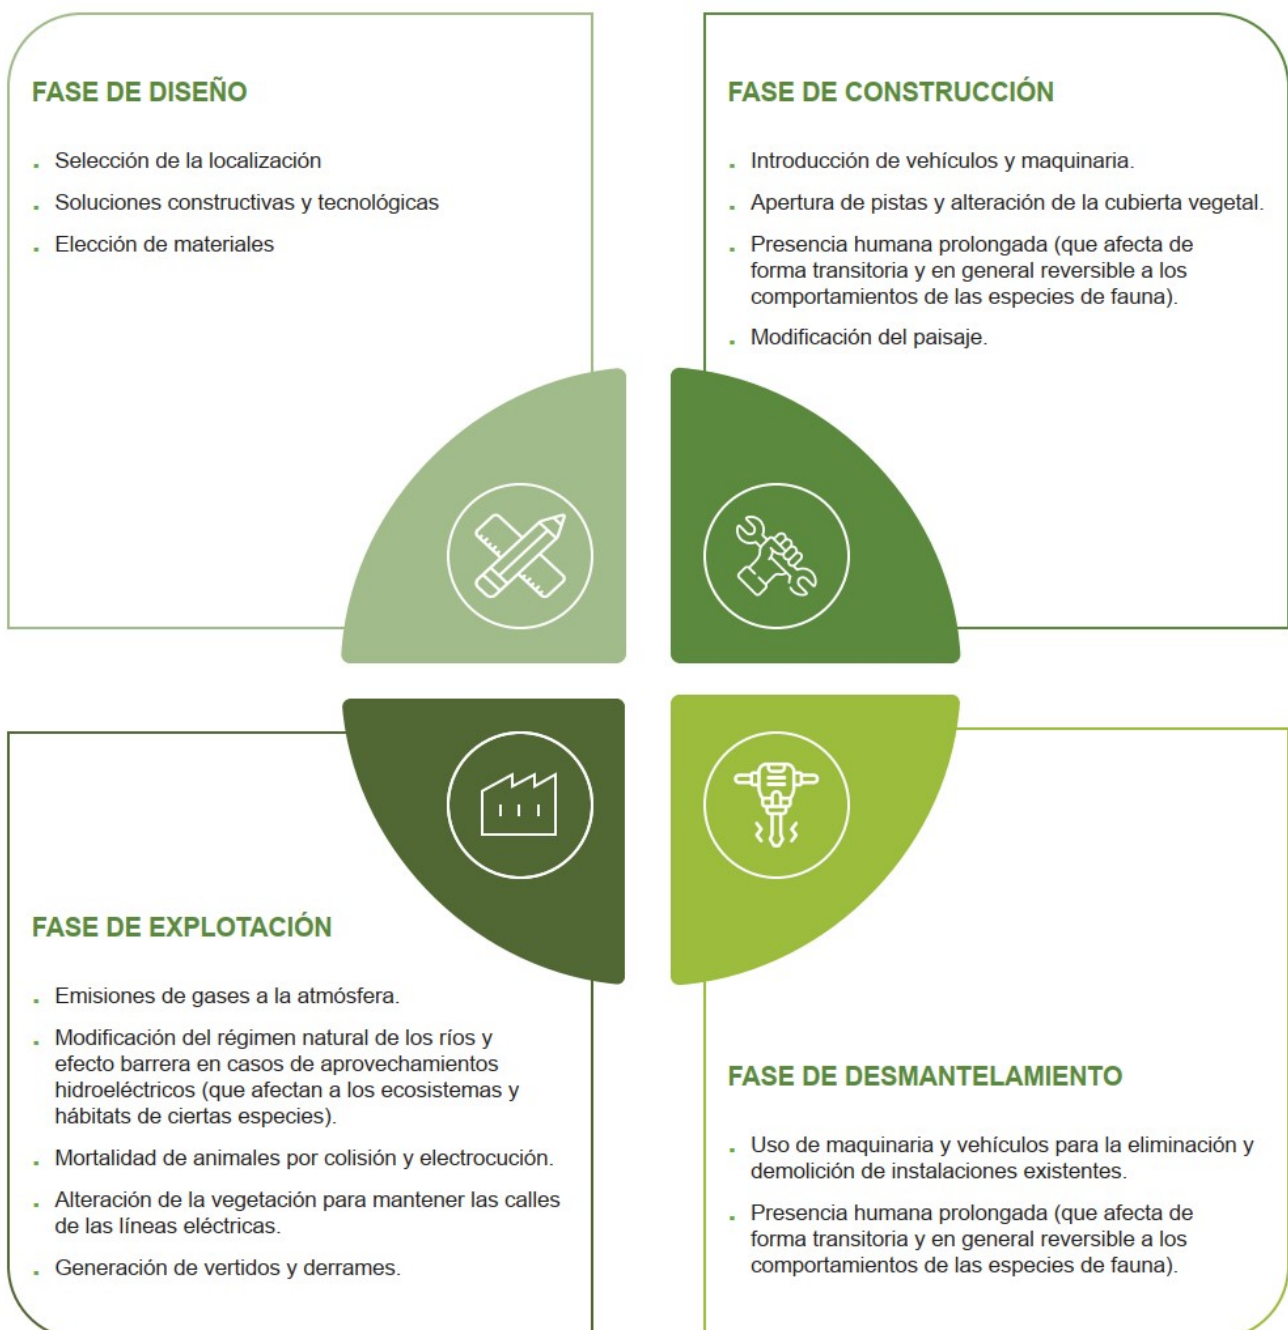 FASE DE DISEÑO
. Selección de la localización
. Soluciones constructivas y tecnológicas
. Elección de materiales
FASE DE CONSTRUCCIÓN
. Introducción de vehículos y maquinaria.
. Apertura de pistas y alteración de la cubierta vegetal.
. Presencia humana prolongada (que afecta de
forma transitoria y en general reversible a los
comportamientos de las especies de fauna).
. Modificación del paisaje.
FASE DE EXPLOTACIÓN
. Emisiones de gases a la atmósfera.
. Modificación del régimen natural de los ríos y
efecto barrera en casos de aprovechamientos
hidroeléctricos (que afectan a los ecosistemas y
hábitats de ciertas especies).
. Mortalidad de animales por colisión y electrocución.
. Alteración de la vegetación para mantener las calles
de las líneas eléctricas.
. Generación de vertidos y derrames.
FASE DE DESMANTELAMIENTO
. Uso de maquinaria y vehículos para la eliminación y
demolición de instalaciones existentes.
. Presencia humana prolongada (que afecta de
forma transitoria y en general reversible a los
comportamientos de las especies de fauna).